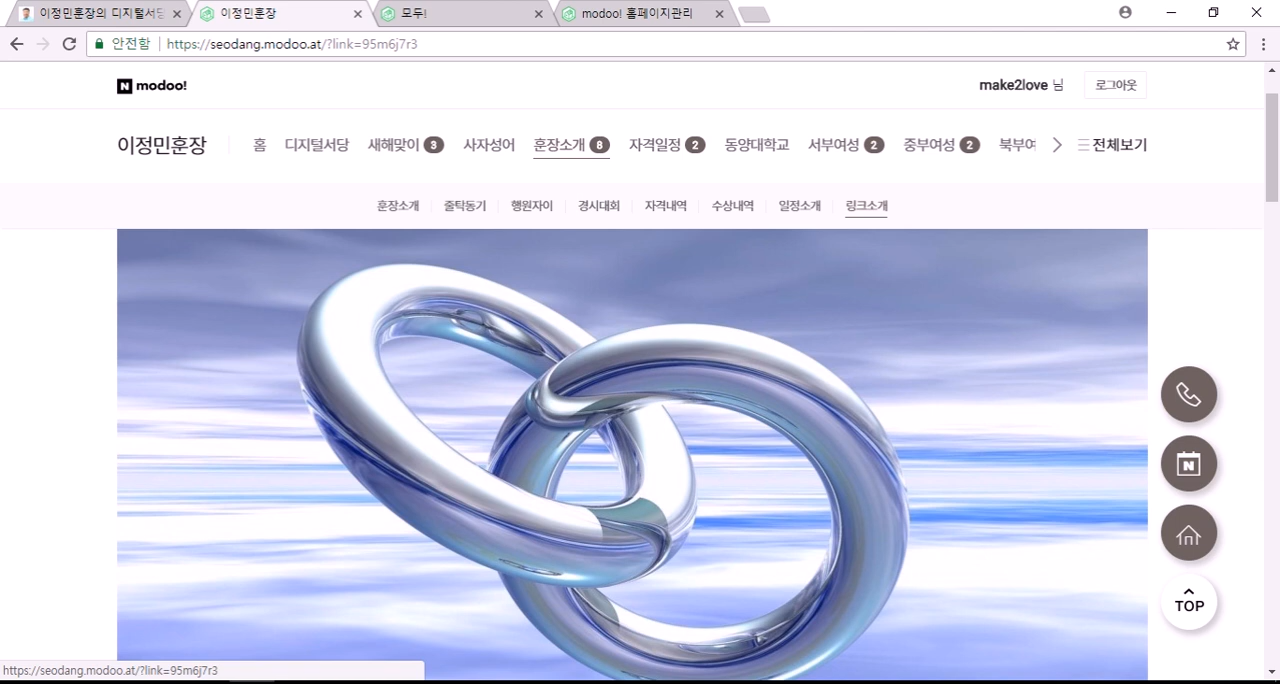 이정민훈장의 디지털서당
이정민훈장
모두!
modoo! 홈페이지관리
안전함
https://seodang.modoo.at/?link=95m6j7r3
N modoo!
make2love 님
로그아웃
이정민훈장
홈
디지털서당
새해맞이 3
사자성어
훈장소개 8
자격일정 2
동양대학교
서부여성 2
중부여성 2
북부여
전체보기
훈장소개
줄탁동기
행원자이
경시대회
자격내역
수상내역
일정소개
링크소개
N
TOP
https://seodang.modoo.at/?link=95m6j7r3